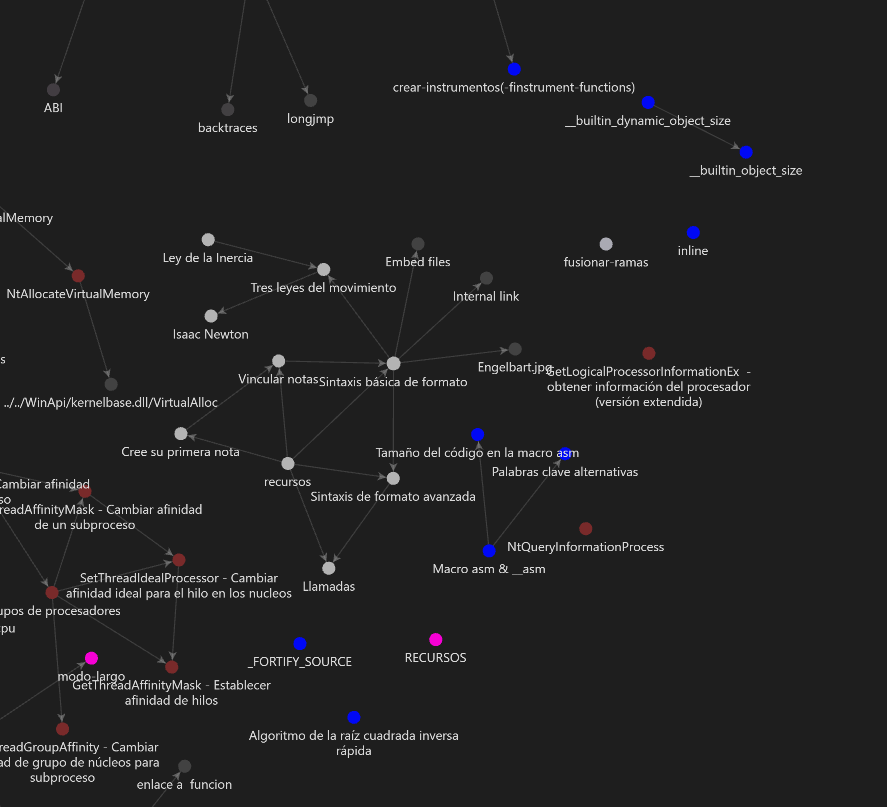 crear-instrumentos(-finstrument-functions)
ABI
backtraces
longjmp
__builtin_dynamic_object_size
__builtin_object_size
alMemory
Ley de la Inercia
Embed files
fusionar-ramas
inline
NtAllocateVirtualMemory
Tres leyes del movimiento
Internal link
Isaac Newton
s
Vincular notas
Sintaxis básica de formato
Engelbart.jpg
GetLogicalProcessorInformationEx -
obtener información del procesador
(versión extendida)
../../WinApi/kernelbase.dll/VirtualAlloc
Cree su primera nota
Tamaño del código en la macro asm
Palabras clave alternativas
recursos
Sintaxis de formato avanzada
Cambiar afinidad
so
readAffinityMask - Cambiar afinidad
de un subproceso
NtQueryInformationProcess
Macro asm & __asm
SetThreadIdealProcessor - Cambiar
afinidad ideal para el hilo en los nucleos
Llamadas
upos de procesadores
cpu
_FORTIFY_SOURCE
RECURSOS
modo-largo
GetThreadAffinityMask - Establecer
afinidad de hilos
Algoritmo de la raíz cuadrada inversa
rápida
readGroupAffinity - Cambiar
ad de grupo de núcleos para
subproceso
enlace a funcion